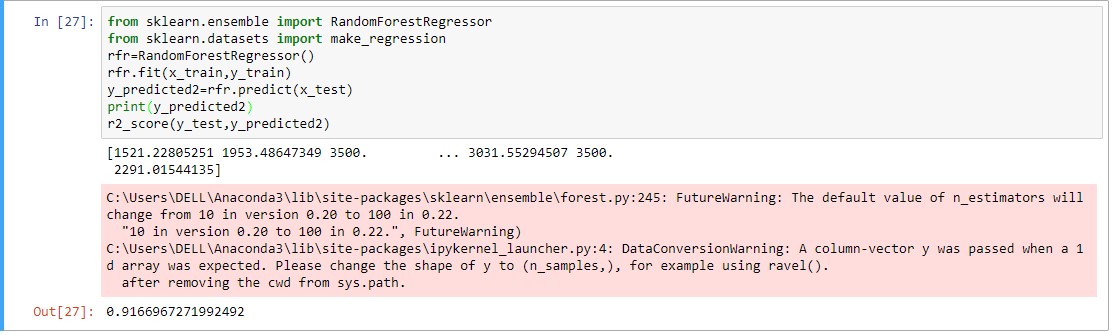 In [27]: from sklearn.ensemble import RandomForestRegressor
from sklearn.datasets import make_regression
rfr=RandomForestRegressor()
rfr.fit(x_train,y_train)
y_predicted2=rfr.predict(x_test)
print(y_predicted2)
r2_score(y_test,y_predicted2)
[1521.22805251 1953.48647349 3500.         ... 3031.55294507 3500.
 2291.01544135]
C:\Users\DELL\Anaconda3\lib\site-packages\sklearn\ensemble\forest.py:245: FutureWarning: The default value of n_estimators will
change from 10 in version 0.20 to 100 in 0.22.
  "10 in version 0.20 to 100 in 0.22.", FutureWarning)
C:\Users\DELL\Anaconda3\lib\site-packages\ipykernel_launcher.py:4: DataConversionWarning: A column-vector y was passed when a 1
d array was expected. Please change the shape of y to (n_samples,), for example using ravel().
  after removing the cwd from sys.path.
Out[27]: 0.9166967271992492